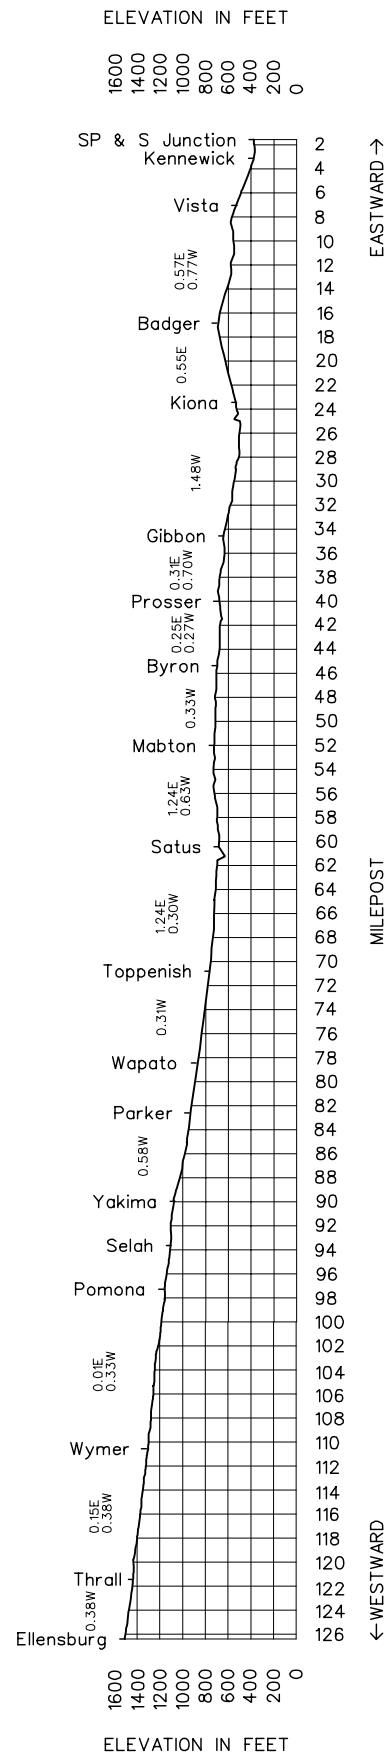 ELEVATION IN FEET
1600 1400 1200 1000 800 600 400 200 0
SP & S Junction
Kennewick
Vista
0.57E
0.77W
Badger
0.55E
Kiona
1.48W
Gibbon
0.31E
0.70W
Prosser
0.25E
0.27W
Byron
0.33W
Mabton
1.24E
0.63W
Satus
1.24E
0.30W
Toppenish
0.31W
Wapato
Parker
0.58W
Yakima
Selah
Pomona
0.01E
0.33W
Wymer
0.15E
0.38W
Thrall
0.38W
Ellensburg
2
4
6
8
10
12
14
16
18
20
22
24
26
28
30
32
34
36
38
40
42
44
46
48
50
52
54
56
58
60
62
64
66
68
70
72
74
76
78
80
82
84
86
88
90
92
94
96
98
100
102
104
106
108
110
112
114
116
118
120
122
124
126
EASTWARD →
MILEPOST
← WESTWARD
1600 1400 1200 1000 800 600 400 200 0
ELEVATION IN FEET